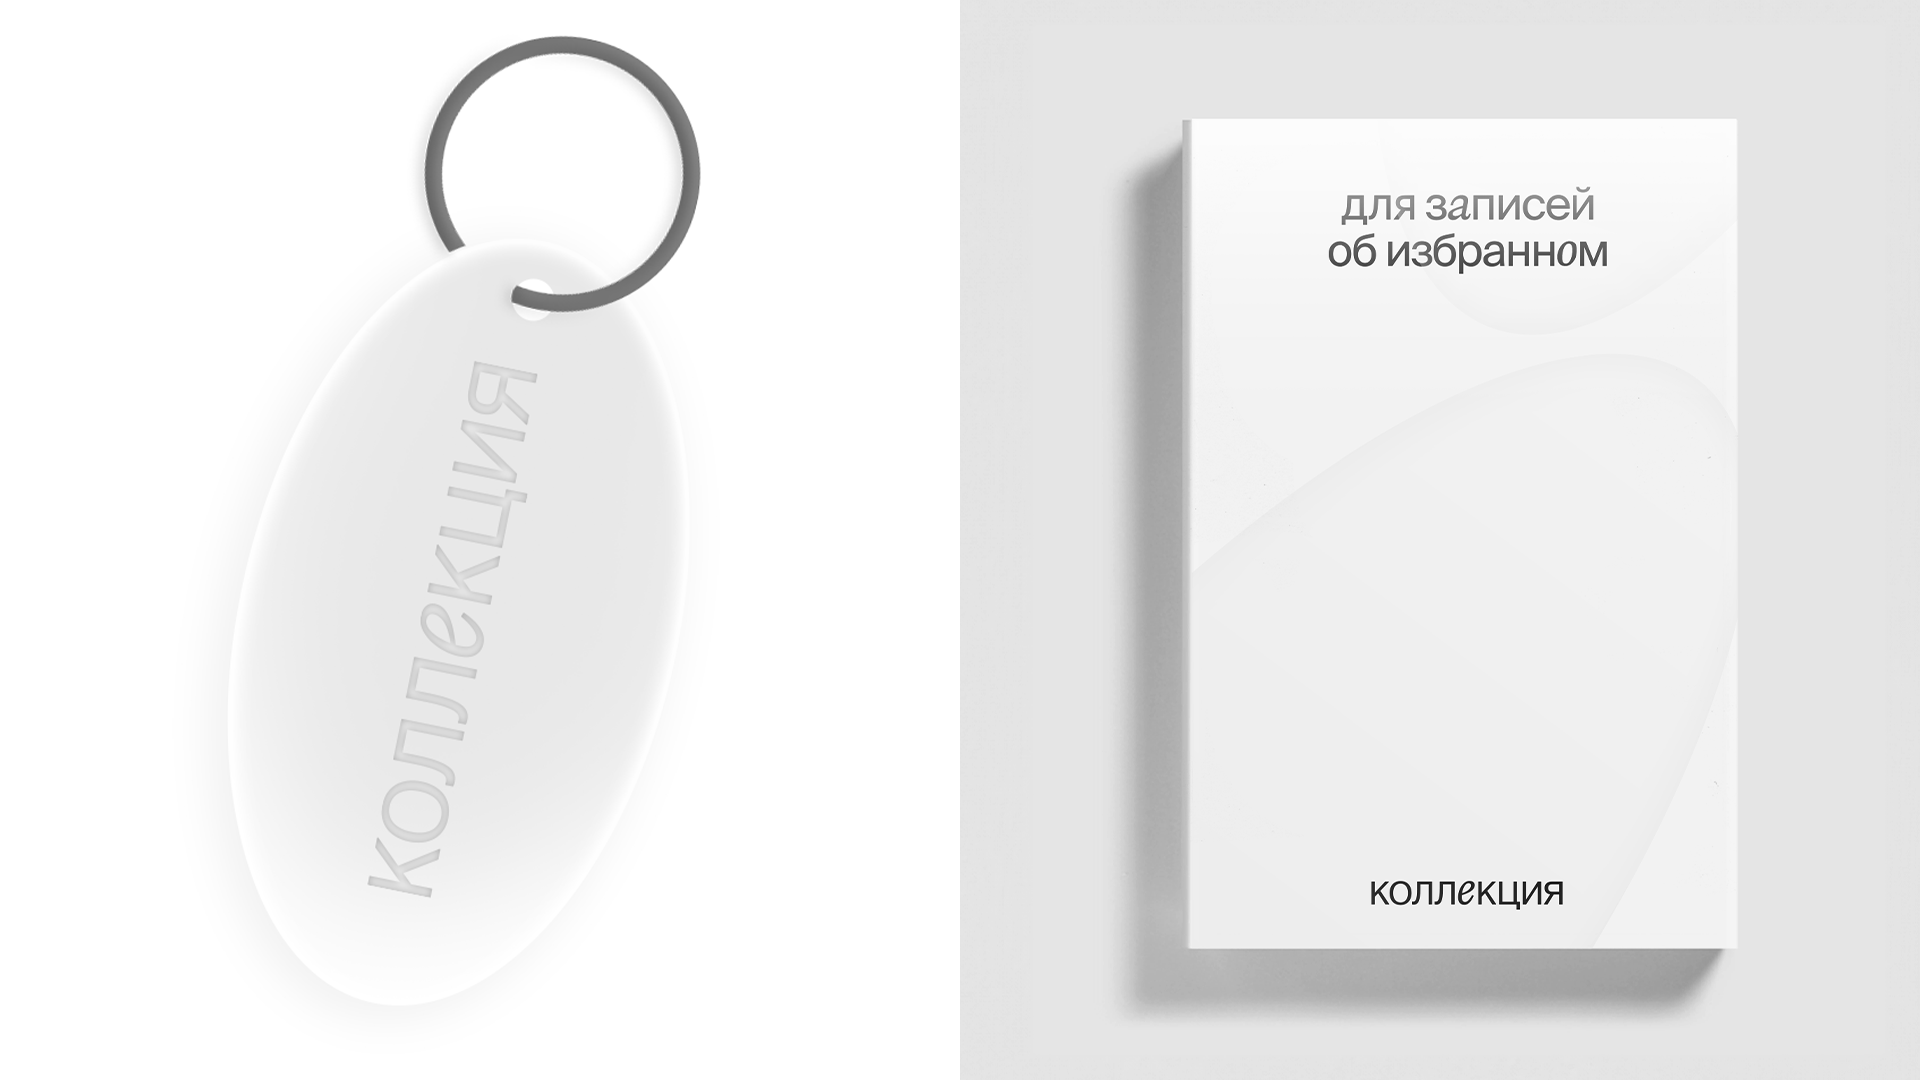 коллекция
для записей
об избранном
коллекция